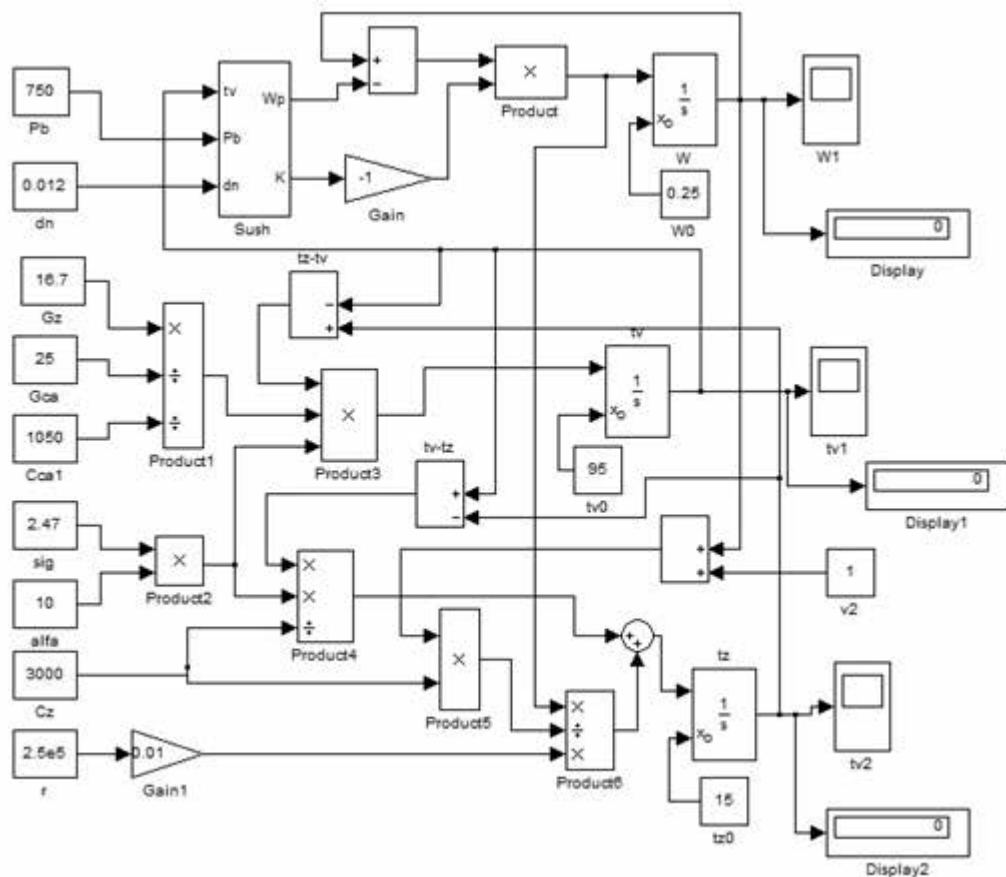 750
Pb
0.012
dn
tv
Pb
dn
Wp
K
Sush
-1
Gain
+
−
×
Product
1
s
xo
W
0.25
W0
W1
0
Display
16.7
Gz
25
Gca
1050
Cca1
×
÷
÷
Product1
tz-tv
−
+
×
Product3
tv
1
s
xo
95
tv0
tv1
0
Display1
2.47
sig
10
alfa
×
Product2
tv-tz
+
−
×
×
÷
Product4
+
+
1
v2
3000
Cz
×
Product5
+
+
tz
1
s
xo
15
tz0
tv2
0
Display2
2.5e5
r
0.01
Gain1
×
÷
×
Product6